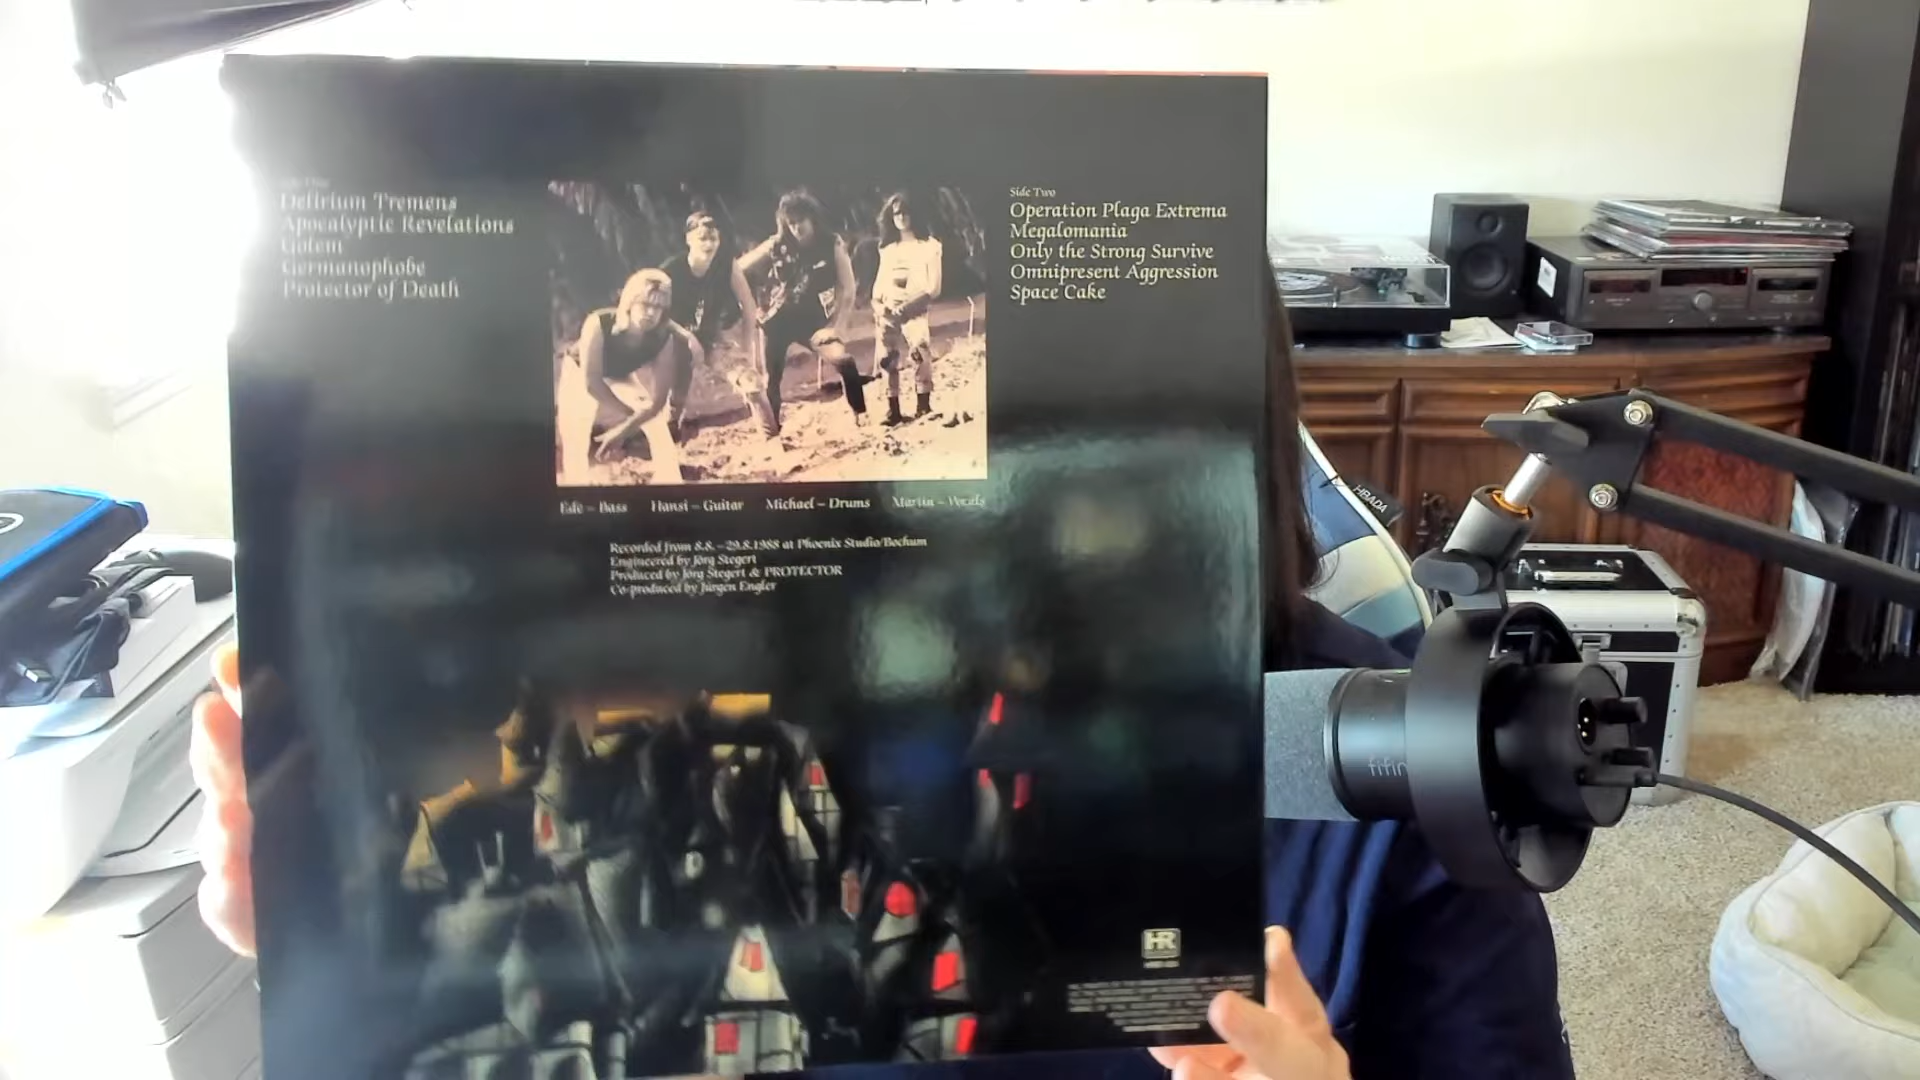 Delirium Tremens
Apocalyptic Revelations
Golem
Germanophobe
Protector of Death
Side Two
Operation Plaga Extrema
Megalomania
Only the Strong Survive
Omnipresent Aggression
Space Cake
Ede – Bass Hansi – Guitar Michael – Drums Martin – Vocals
Recorded from 8.8. – 29.8.1988 at Phoenix Studio/Bochum
Engineered by Jörg Stegert
Produced by Jörg Stegert & PROTECTOR
Co-produced by Jürgen Engler
HR
HBADA
fifin